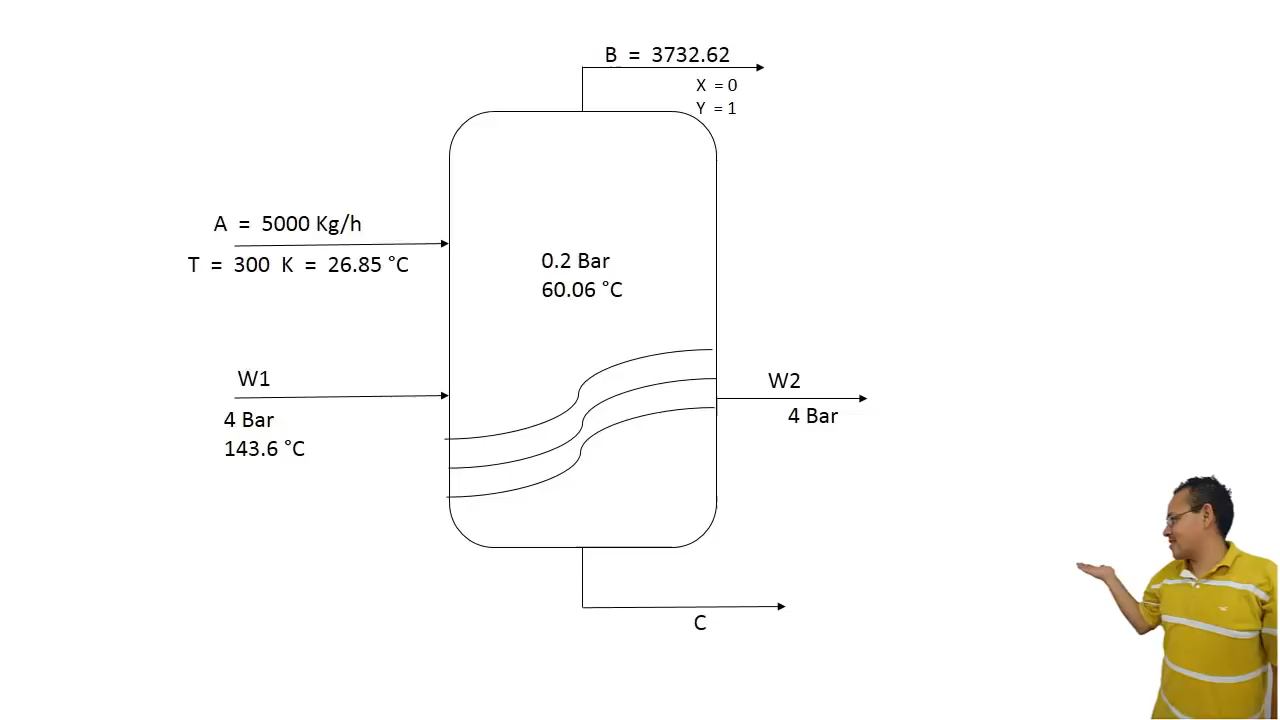 B = 3732.62
X = 0
Y = 1
A = 5000 Kg/h
T = 300 K = 26.85 °C
0.2 Bar
60.06 °C
W1
4 Bar
143.6 °C
W2
4 Bar
C